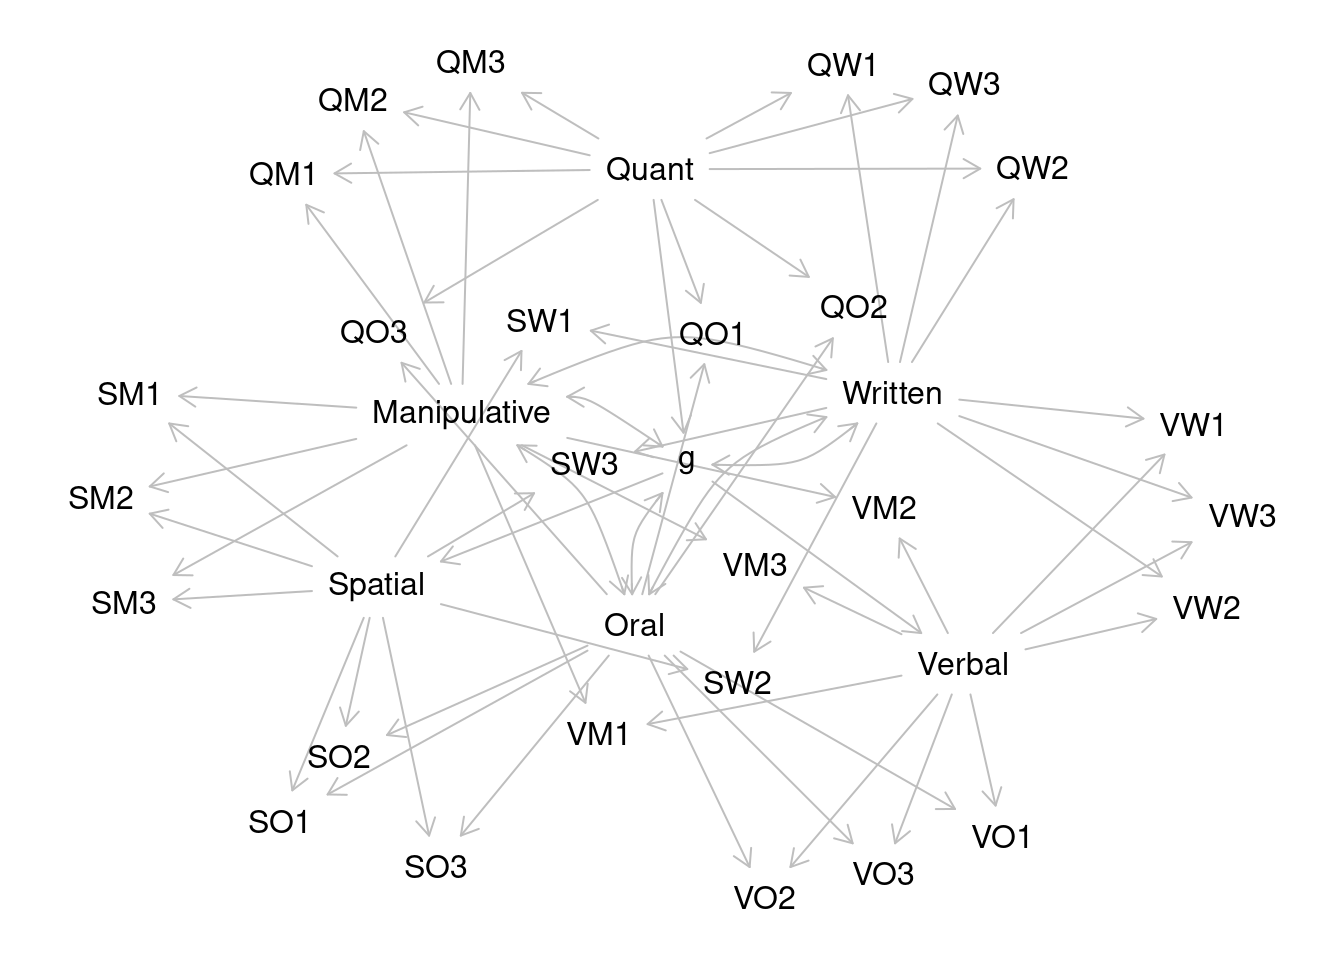 QM3
QW1
QW3
QM2
Quant
QW2
QM1
QO2
SW1
QO3
QO1
SM1
Manipulative
Written
VW1
SW3
g
SM2
VM2
VW3
VM3
Spatial
SM3
VW2
Oral
Verbal
SW2
VM1
SO2
SO1
VO1
SO3
VO3
VO2